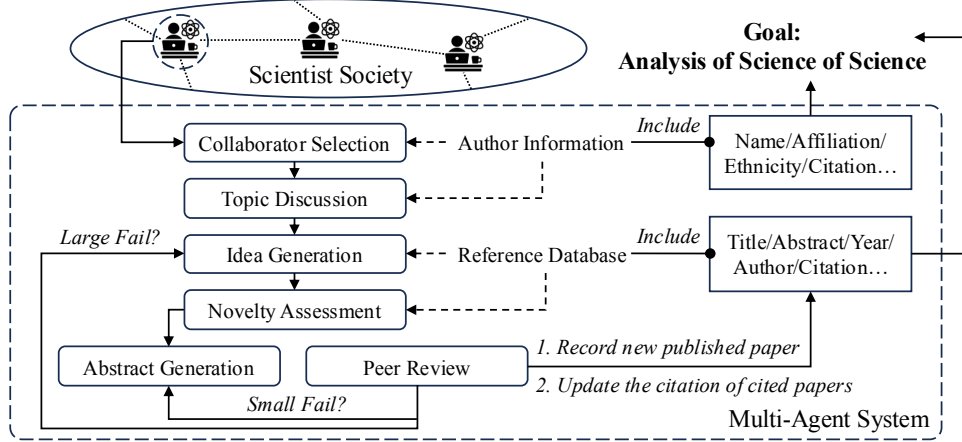 Scientist Society
Goal:
Analysis of Science of Science
Collaborator Selection
Author Information
Include
Name/Affiliation/
Ethnicity/Citation…
Topic Discussion
Large Fail?
Idea Generation
Reference Database
Include
Title/Abstract/Year/
Author/Citation…
Novelty Assessment
Abstract Generation
Peer Review
1. Record new published paper
2. Update the citation of cited papers
Small Fail?
Multi-Agent System